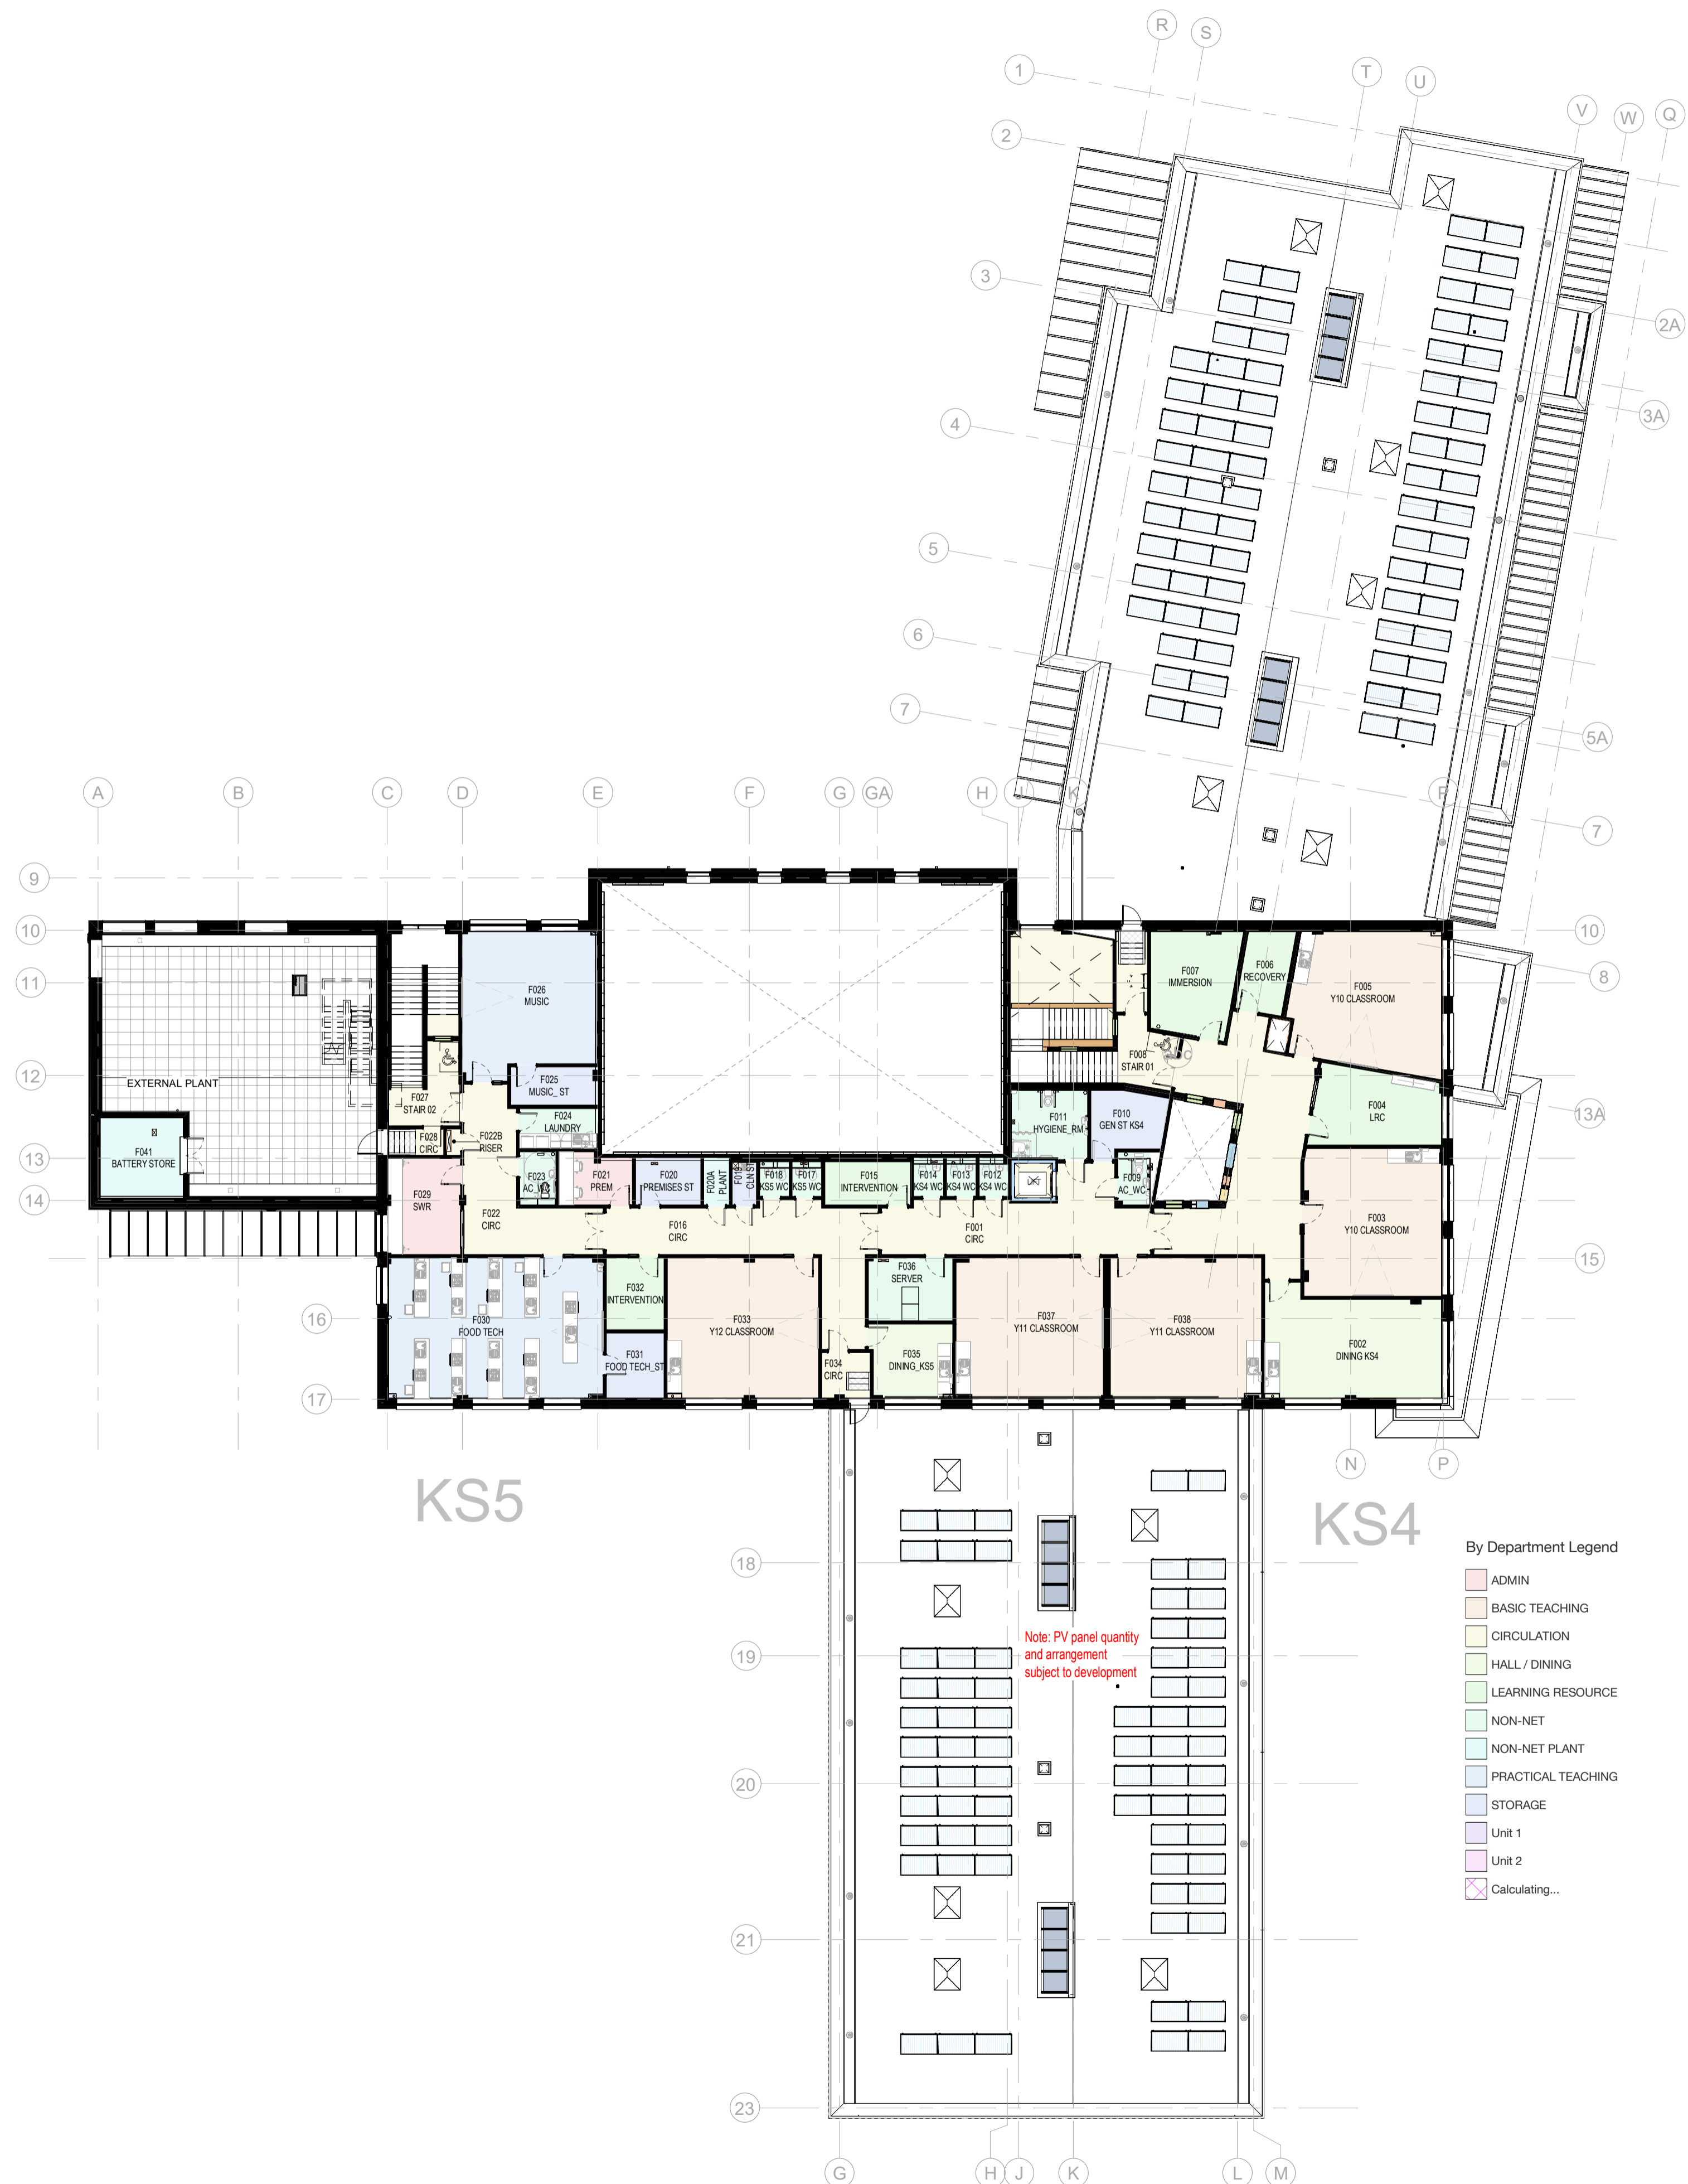 R
S
1
T
U
V
W
Q
2
3
2A
3A
4
5
6
7
5A
A
B
C
D
E
F
G
GA
H
J
K
7
9
10
10
11
8
F007
IMMERSION
F006
RECOVERY
F005
Y10 CLASSROOM
F026
MUSIC
12
EXTERNAL PLANT
F027
STAIR 02
F025
MUSIC_ ST
F008
STAIR 01
F004
LRC
13A
F024
LAUNDRY
F022B
RISER
F028
CIRC
F011
HYGIENE_RM
F010
GEN ST KS4
13
F041
BATTERY STORE
F023
AC_WC
F021
PREM
F020
PREMISES ST
F020A
PLANT
F019
CLN ST
F018
KS5 WC
F017
KS5 WC
F015
INTERVENTION
F014
KS4 WC
F013
KS4 WC
F012
KS4 WC
F009
AC_WC
14
F029
SWR
F022
CIRC
F016
CIRC
F001
CIRC
F003
Y10 CLASSROOM
15
F036
SERVER
F032
INTERVENTION
16
F030
FOOD TECH
F033
Y12 CLASSROOM
F037
Y11 CLASSROOM
F038
Y11 CLASSROOM
F002
DINING KS4
F031
FOOD TECH_ST
F034
CIRC
F035
DINING_KS5
17
N
P
KS5
KS4
By Department Legend
ADMIN
BASIC TEACHING
CIRCULATION
HALL / DINING
LEARNING RESOURCE
NON-NET
NON-NET PLANT
PRACTICAL TEACHING
STORAGE
Unit 1
Unit 2
Calculating...
18
Note: PV panel quantity
and arrangement
subject to development
19
20
21
23
G
H
J
K
L
M